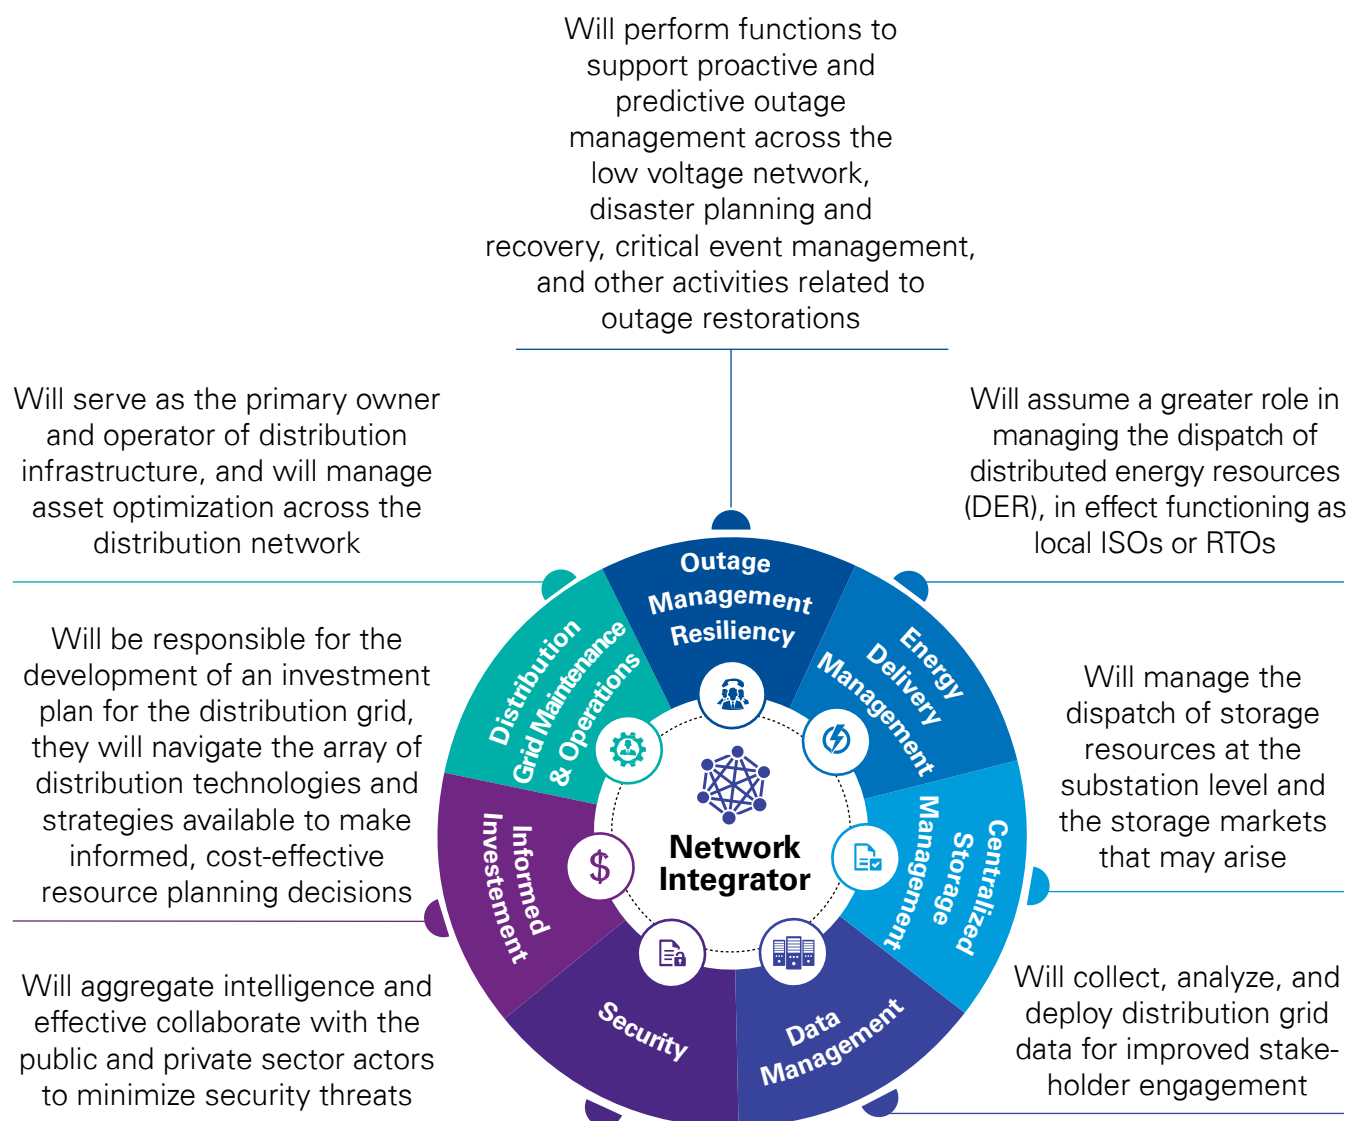 Will perform functions to
support proactive and
predictive outage
management across the
low voltage network,
disaster planning and
recovery, critical event management,
and other activities related to
outage restorations
Will serve as the primary owner
and operator of distribution
infrastructure, and will manage
asset optimization across the
distribution network
Will assume a greater role in
managing the dispatch of
distributed energy resources
(DER), in effect functioning as
local ISOs or RTOs
Will be responsible for the
development of an investment
plan for the distribution grid,
they will navigate the array of
distribution technologies and
strategies available to make
informed, cost-effective
resource planning decisions
Will manage the
dispatch of storage
resources at the
substation level and
the storage markets
that may arise
Will aggregate intelligence and
effective collaborate with the
public and private sector actors
to minimize security threats
Will collect, analyze, and
deploy distribution grid
data for improved stake-
holder engagement
Outage
Management
Resiliency
Energy
Delivery
Management
Centralized
Storage
Management
Data
Management
Security
Informed
Investement
Distribution
Grid Maintenance
& Operations
$
Network
Integrator